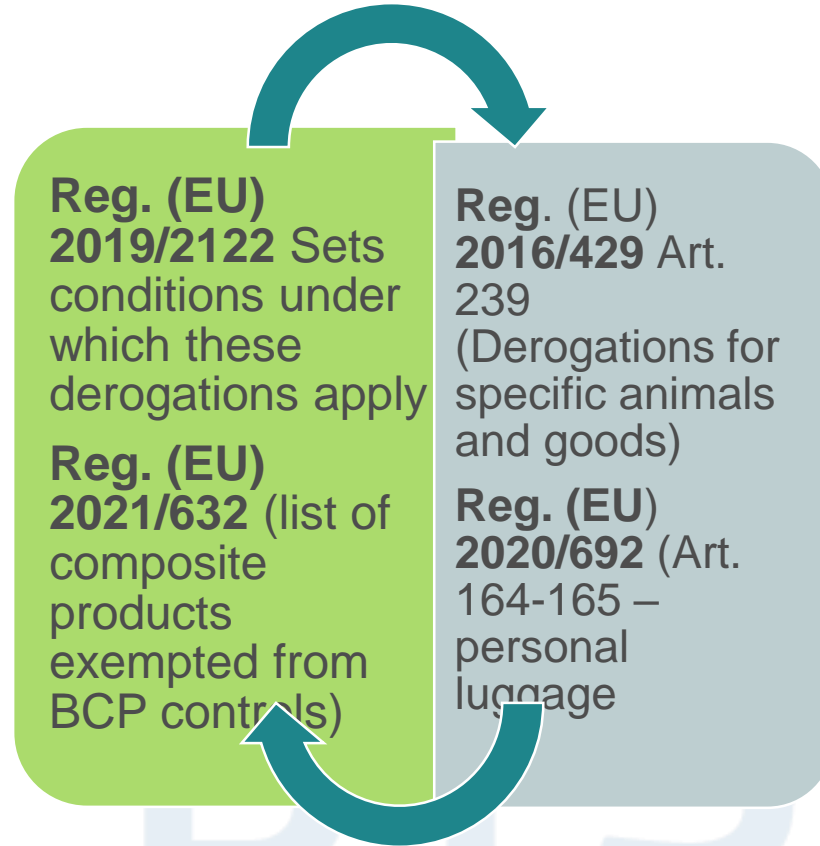 Reg. (EU)
2019/2122 Sets
conditions under
which these
derogations apply
Reg. (EU)
2021/632 (list of
composite
products
exempted from
BCP controls)
Reg. (EU)
2016/429 Art.
239
(Derogations for
specific animals
and goods)
Reg. (EU)
2020/692 (Art.
164-165 –
personal
luggage